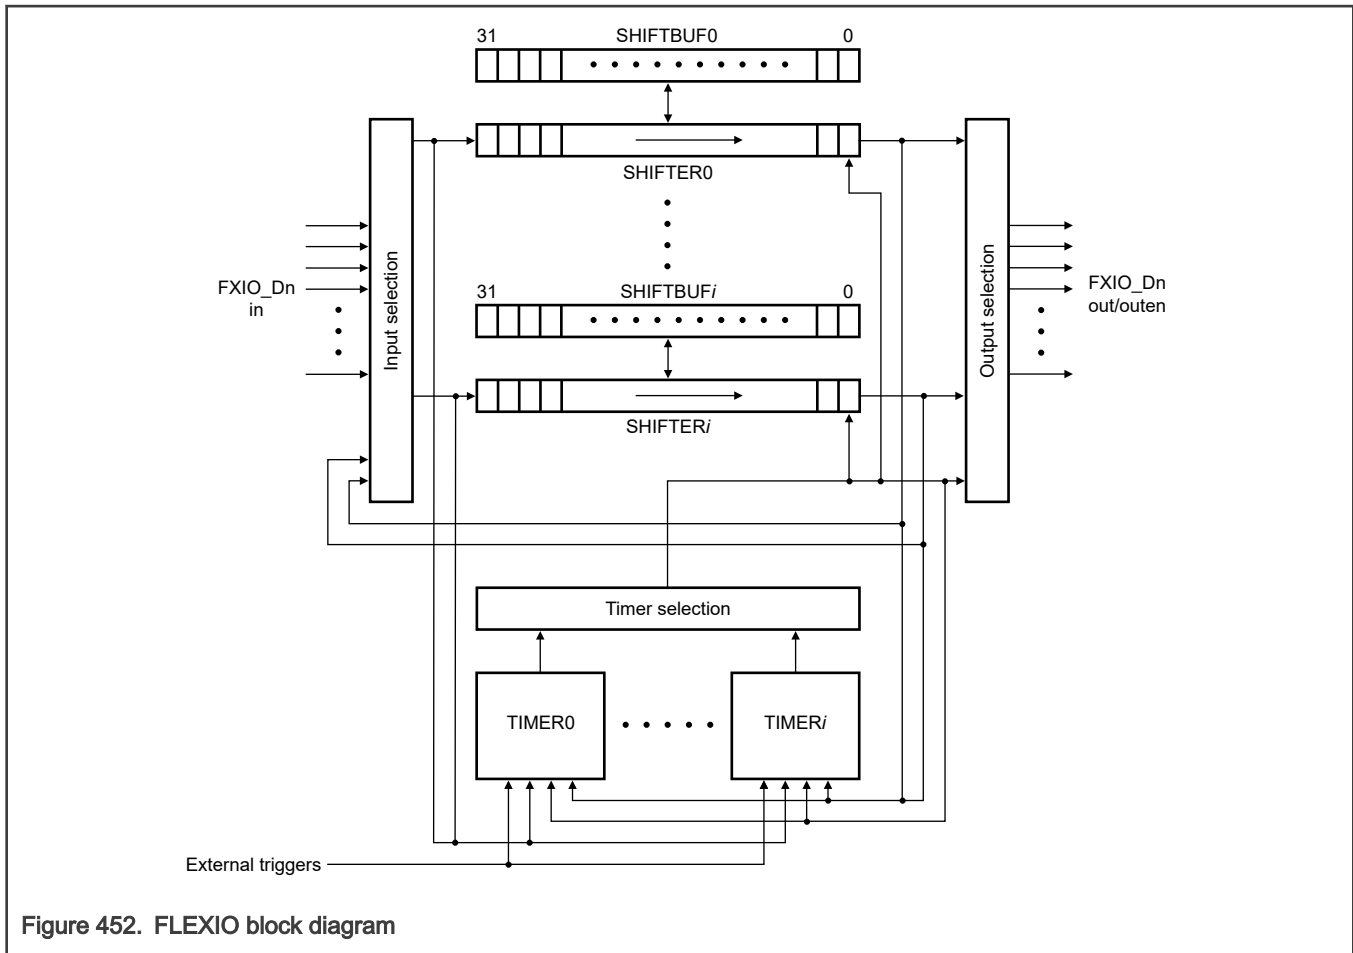 31 SHIFTBUF0 0
SHIFTER0
FXIO_Dn
in
Input selection
31 SHIFTBUFi 0
SHIFTERi
Output selection
FXIO_Dn
out/outen
Timer selection
TIMER0
TIMERi
External triggers
Figure 452. FLEXIO block diagram